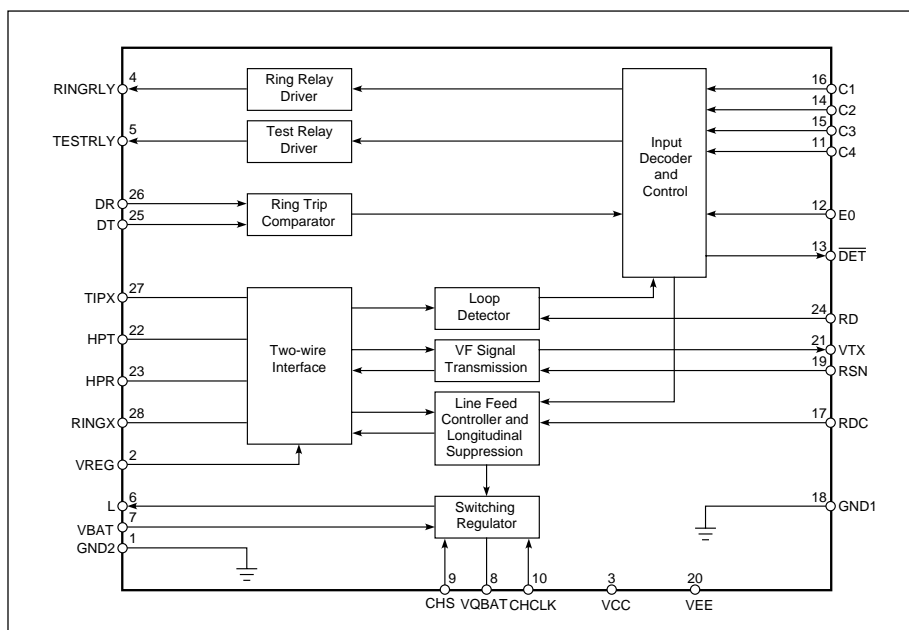 RINGRLY
4
Ring Relay
Driver
16
C1
14
C2
15
C3
11
C4
TESTRLY
5
Test Relay
Driver
Input
Decoder
and
Control
DR
26
DT
25
Ring Trip
Comparator
12
E0
13
DET
TIPX
27
HPT
22
HPR
23
RINGX
28
VREG
2
Two-wire
Interface
Loop
Detector
24
RD
VF Signal
Transmission
21
VTX
19
RSN
Line Feed
Controller and
Longitudinal
Suppression
17
RDC
L
6
VBAT
7
GND2
1
Switching
Regulator
18
GND1
9
8
10
3
20
CHS
VQBAT
CHCLK
VCC
VEE